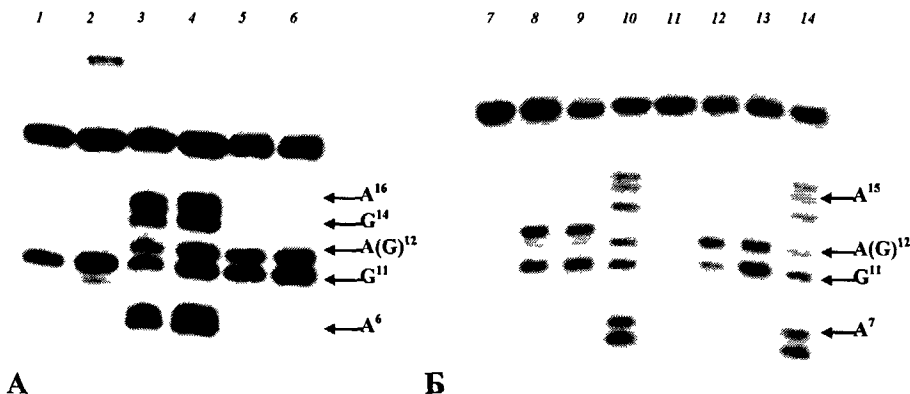 1 2 3 4 5 6 7 8 9 10 11 12 13 14
A¹⁶
G¹⁴
A(G)¹²
G¹¹
A⁶
A¹⁵
A(G)¹²
G¹¹
A⁷
А Б